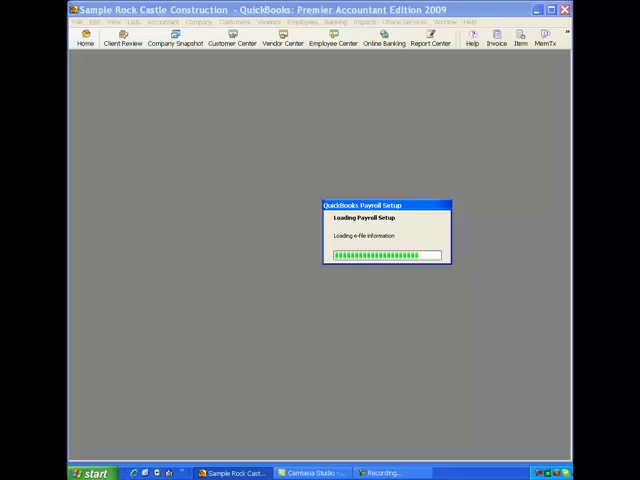 Sample Rock Castle Construction - QuickBooks: Premier Accountant Edition 2009
File Edit View Lists Accountant Company Customers Vendors Employees Banking Reports Online Services Window Help
Home Client Review Company Snapshot Customer Center Vendor Center Employee Center Online Banking Report Center Help Invoice Item MemTx »
QuickBooks Payroll Setup
Loading Payroll Setup
Loading e-file information
start » Sample Rock Cast... Camtasia Studio -... Recording...